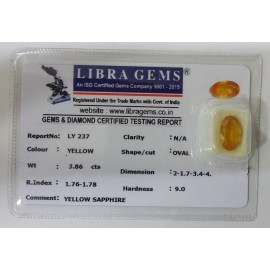 LIBRA GEMS®
An ISO Certified Gems Company 9001 - 2015
Registered Under the Trade Marks with Govt. of India
website : www.libragems.co.in
GEMS & DIAMOND CERTIFIED TESTING REPORT
ReportNo: LY 237 Clarity : N/A
Colour : YELLOW Shape/cut : OVAL
Wt : 3.86 cts Dimension : 2-1.7-3.4-4.
R.Index : 1.76-1.78 Hardness : 9.0
Comment : YELLOW SAPPHIRE